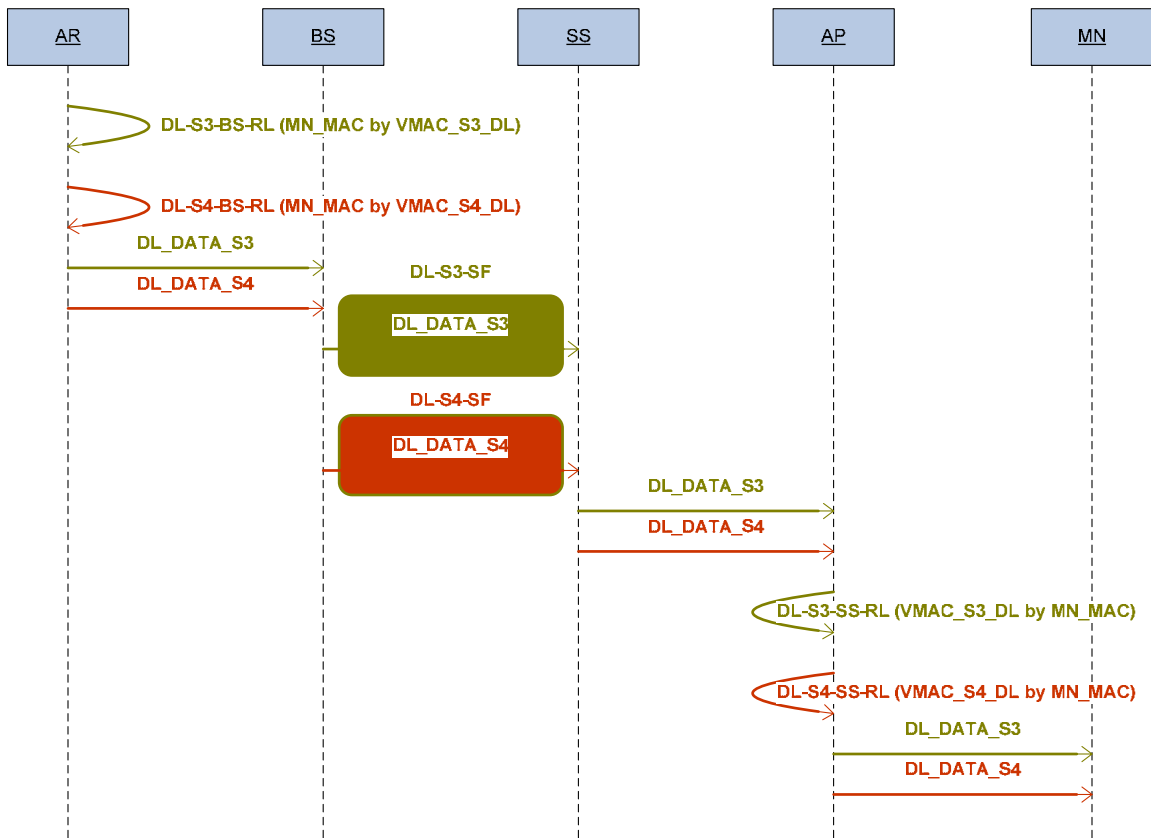 AR
BS
SS
AP
MN
DL-S3-BS-RL (MN_MAC by VMAC_S3_DL)
DL-S4-BS-RL (MN_MAC by VMAC_S4_DL)
DL_DATA_S3
DL-S3-SF
DL_DATA_S4
DL_DATA_S3
DL-S4-SF
DL_DATA_S4
DL_DATA_S3
DL_DATA_S4
DL-S3-SS-RL (VMAC_S3_DL by MN_MAC)
DL-S4-SS-RL (VMAC_S4_DL by MN_MAC)
DL_DATA_S3
DL_DATA_S4